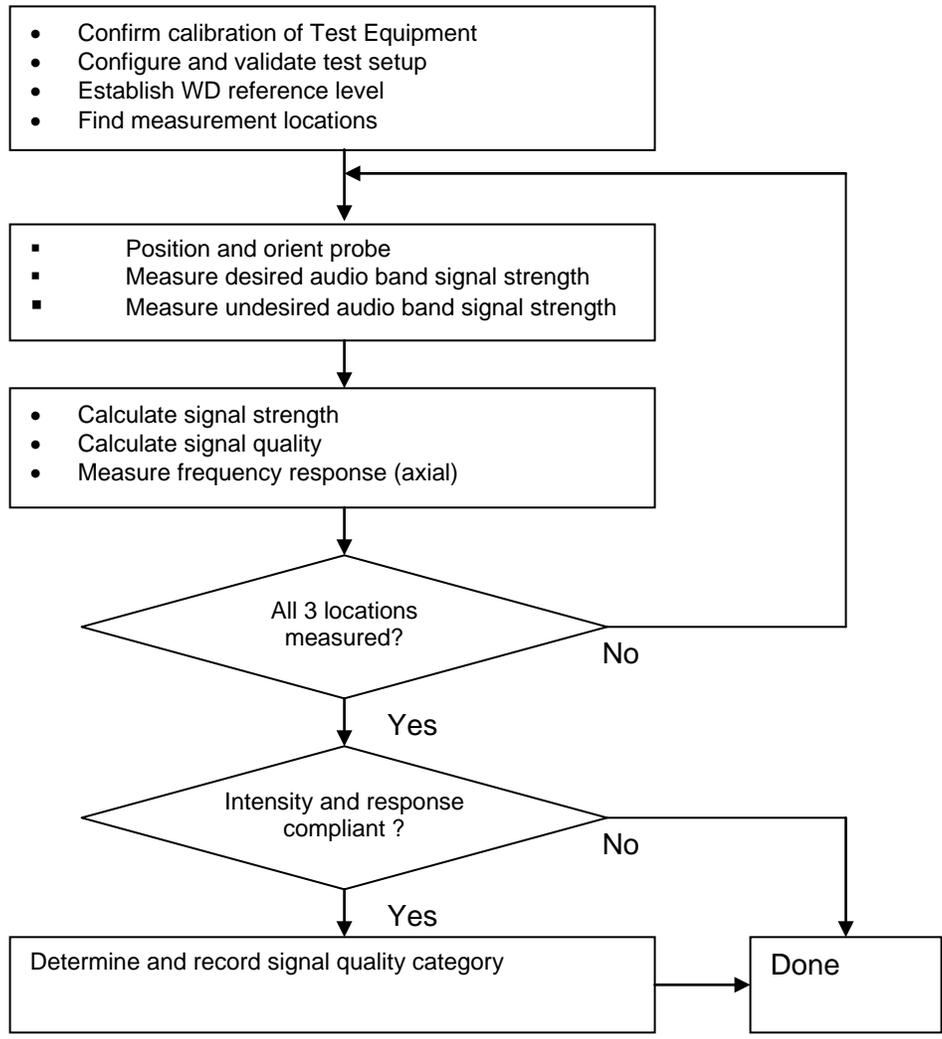 • Confirm calibration of Test Equipment
• Configure and validate test setup
• Establish WD reference level
• Find measurement locations
▪ Position and orient probe
▪ Measure desired audio band signal strength
▪ Measure undesired audio band signal strength
• Calculate signal strength
• Calculate signal quality
• Measure frequency response (axial)
All 3 locations
measured?
No
Yes
Intensity and response
compliant ?
No
Yes
Determine and record signal quality category
Done